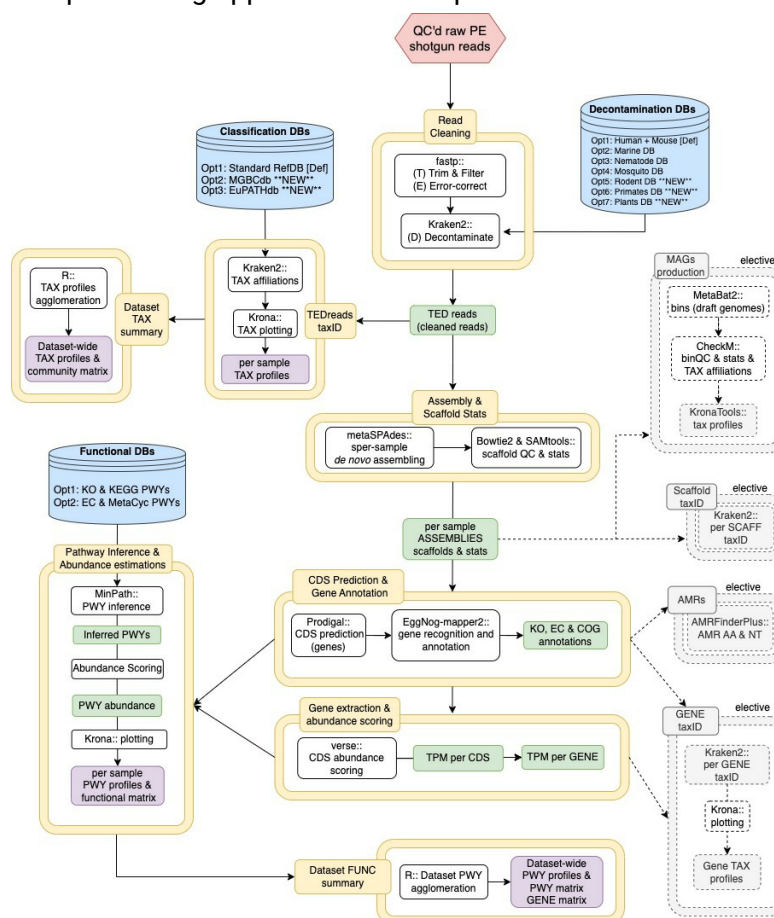 QC'd raw PE
shotgun reads
Classification DBs
Opt1: Standard RefDB [Def]
Opt2: MGBCdb **NEW**
Opt3: EuPATHdb **NEW**
Read
Cleaning
fastp::
(T) Trim & Filter
(E) Error-correct
Kraken2::
(D) Decontaminate
Decontamination DBs
Opt1: Human + Mouse [Def]
Opt2: Marine DB
Opt3: Nematode DB
Opt4: Mosquito DB
Opt5: Rodent DB **NEW**
Opt6: Primates DB **NEW**
Opt7: Plants DB **NEW**
R::
TAX profiles
agglomeration
Dataset-wide
TAX profiles &
community matrix
Dataset
TAX
summary
Kraken2::
TAX affiliations
Krona::
TAX plotting
per sample
TAX profiles
TEDreads
taxID
TED reads
(cleaned reads)
MAGs
production
elective
MetaBat2::
bins (draft genomes)
CheckM::
binQC & stats &
TAX affiliations
KronaTools::
tax profiles
Assembly &
Scaffold Stats
metaSPAdes::
sper-sample
de novo assembling
Bowtie2 & SAMtools::
scaffold QC & stats
Functional DBs
Opt1: KO & KEGG PWYs
Opt2: EC & MetaCyc PWYs
per sample
ASSEMBLIES
scaffolds & stats
Scaffold
taxID
elective
Kraken2::
per SCAFF
taxID
Pathway Inference &
Abundance estimations
MinPath::
PWY inference
Inferred PWYs
Abundance Scoring
PWY abundance
Krona:: plotting
per sample
PWY profiles &
functional matrix
CDS Prediction &
Gene Annotation
Prodigal::
CDS prediction
(genes)
EggNog-mapper2::
gene recognition and
annotation
KO, EC & COG
annotations
AMRs
elective
AMRFinderPlus::
AMR AA & NT
Gene extraction &
abundance scoring
verse::
CDS abundance
scoring
TPM per CDS
TPM per GENE
GENE
taxID
elective
Kraken2::
per GENE
taxID
Krona::
plotting
Gene TAX
profiles
Dataset FUNC
summary
R:: Dataset PWY
agglomeration
Dataset-wide
PWY profiles &
PWY matrix
GENE matrix